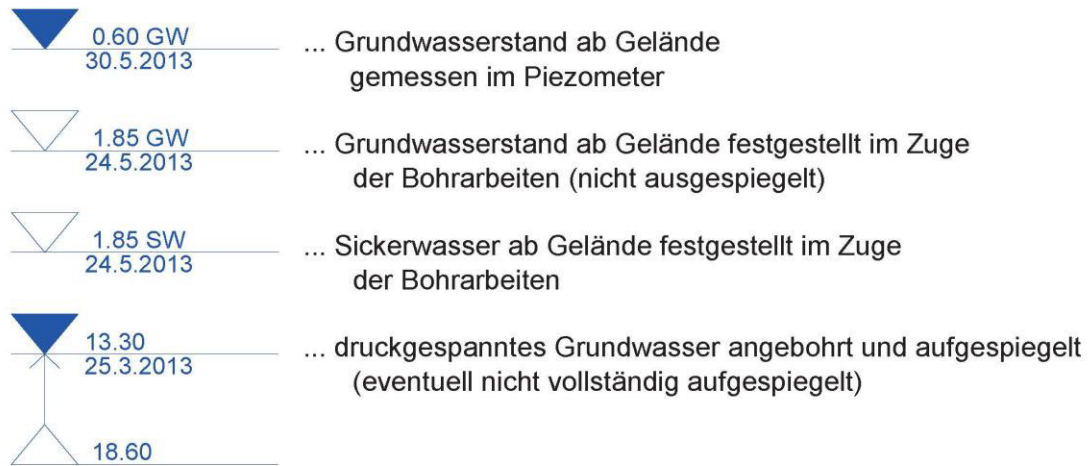 0.60 GW
30.5.2013
... Grundwasserstand ab Gelände
gemessen im Piezometer
1.85 GW
24.5.2013
... Grundwasserstand ab Gelände festgestellt im Zuge
der Bohrarbeiten (nicht ausgespiegelt)
1.85 SW
24.5.2013
... Sickerwasser ab Gelände festgestellt im Zuge
der Bohrarbeiten
13.30
25.3.2013
... druckgespanntes Grundwasser angebohrt und aufgespiegelt
(eventuell nicht vollständig aufgespiegelt)
18.60